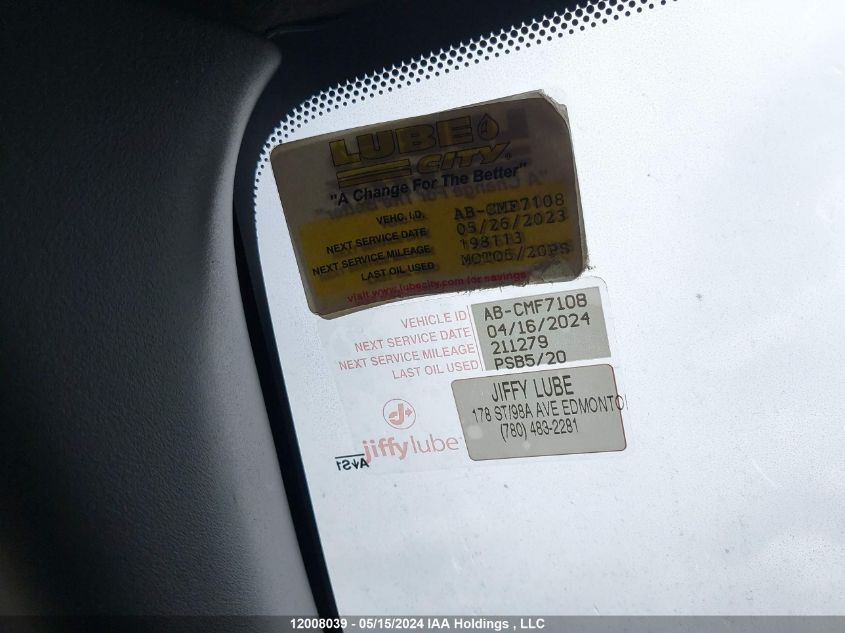 LUBE
CITY
"A Change For The Better"
VEHC. I.D. AB-CMF7108
NEXT SERVICE DATE 05/26/2023
NEXT SERVICE MILEAGE 198113
LAST OIL USED MOTO5/20PS
visit www.lubecity.com for savings
VEHICLE ID AB-CMF7108
NEXT SERVICE DATE 04/16/2024
NEXT SERVICE MILEAGE 211279
LAST OIL USED PSB5/20
JIFFY LUBE
178 ST/98A AVE EDMONTO
(780) 483-2281
jiffylube
12008039 - 05/15/2024 IAA Holdings , LLC